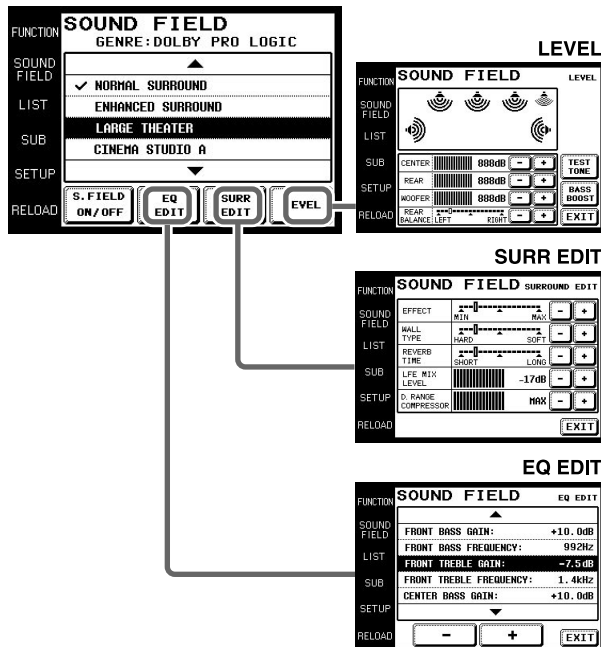 SOUND FIELD
GENRE:DOLBY PRO LOGIC
FUNCTION
SOUND FIELD
LIST
SUB
SETUP
RELOAD
NORMAL SURROUND
ENHANCED SURROUND
LARGE THEATER
CINEMA STUDIO A
S.FIELD ON/OFF
EQ EDIT
SURR EDIT
EVEL
LEVEL
SOUND FIELD LEVEL
FUNCTION
SOUND FIELD
LIST
SUB
SETUP
RELOAD
CENTER 888dB - +
REAR 888dB - +
WOOFER 888dB - +
REAR BALANCE LEFT RIGHT - +
TEST TONE
BASS BOOST
EXIT
SURR EDIT
SOUND FIELD SURROUND EDIT
FUNCTION
SOUND FIELD
LIST
SUB
SETUP
RELOAD
EFFECT MIN MAX - +
WALL TYPE HARD SOFT - +
REVERB TIME SHORT LONG - +
LFE MIX LEVEL -17dB - +
D.RANGE COMPRESSOR MAX - +
EXIT
EQ EDIT
SOUND FIELD EQ EDIT
FUNCTION
SOUND FIELD
LIST
SUB
SETUP
RELOAD
FRONT BASS GAIN: +10.0dB
FRONT BASS FREQUENCY: 992Hz
FRONT TREBLE GAIN: -7.5dB
FRONT TREBLE FREQUENCY: 1.4kHz
CENTER BASS GAIN: +10.0dB
- +
EXIT